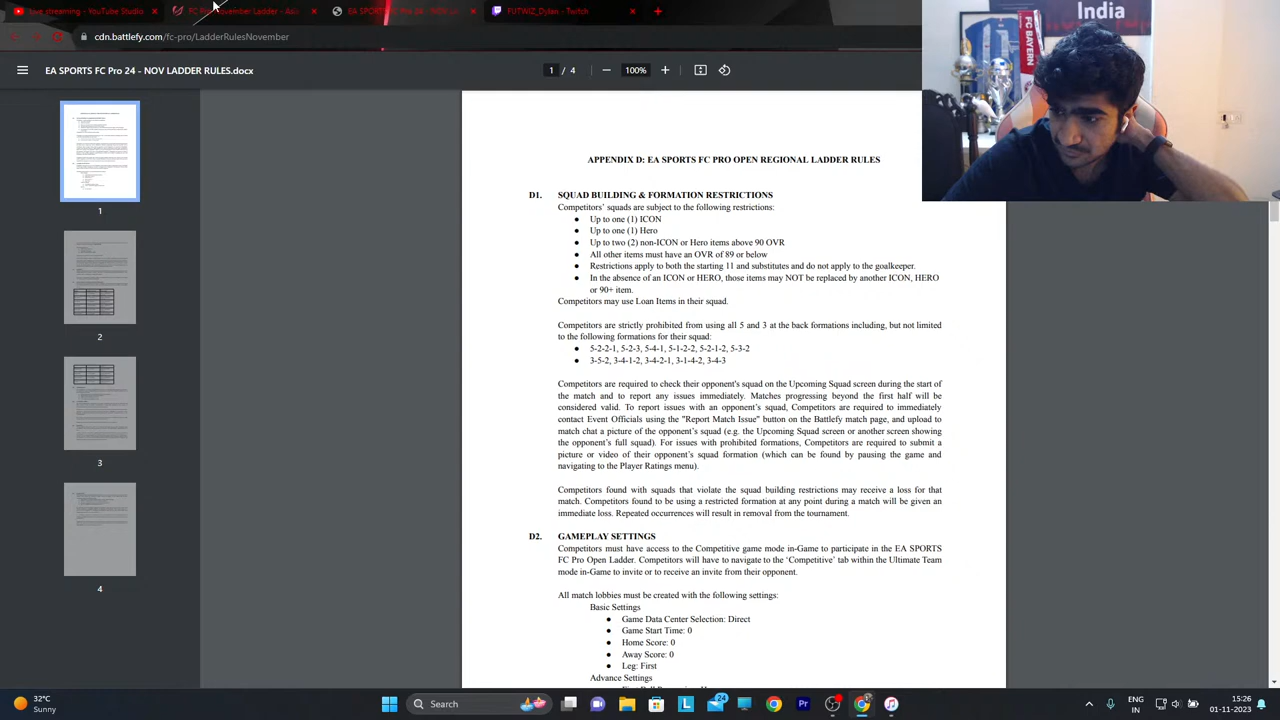 Live streaming - YouTube Studio
FUTWIZ_Dylan - Twitch
India
EA SPORTS FC Pro 24 - NOV LADDER RULES.docx
1 / 4
100%
FC BAYERN
APPENDIX D: EA SPORTS FC PRO OPEN REGIONAL LADDER RULES
D1. SQUAD BUILDING & FORMATION RESTRICTIONS
Competitors' squads are subject to the following restrictions:
● Up to one (1) ICON
● Up to one (1) Hero
● Up to two (2) non-ICON or Hero items above 90 OVR
● All other items must have an OVR of 89 or below
● Restrictions apply to both the starting 11 and substitutes and do not apply to the goalkeeper.
● In the absence of an ICON or HERO, those items may NOT be replaced by another ICON, HERO
or 90+ item.
Competitors may use Loan Items in their squad.
Competitors are strictly prohibited from using all 5 and 3 at the back formations including, but not limited
to the following formations for their squad:
● 5-2-2-1, 5-2-3, 5-4-1, 5-1-2-2, 5-2-1-2, 5-3-2
● 3-5-2, 3-4-1-2, 3-4-2-1, 3-1-4-2, 3-4-3
Competitors are required to check their opponent's squad on the Upcoming Squad screen during the start of
the match and to report any issues immediately. Matches progressing beyond the first half will be
considered valid. To report issues with an opponent's squad, Competitors are required to immediately
contact Event Officials using the "Report Match Issue" button on the Battlefy match page, and upload to
match chat a picture of the opponent's squad (e.g. the Upcoming Squad screen or another screen showing
the opponent's full squad). For issues with prohibited formations, Competitors are required to submit a
picture or video of their opponent's squad formation (which can be found by pausing the game and
navigating to the Player Ratings menu).
Competitors found with squads that violate the squad building restrictions may receive a loss for that
match. Competitors found to be using a restricted formation at any point during a match will be given an
immediate loss. Repeated occurrences will result in removal from the tournament.
D2. GAMEPLAY SETTINGS
Competitors must have access to the Competitive game mode in-Game to participate in the EA SPORTS
FC Pro Open Ladder. Competitors will have to navigate to the 'Competitive' tab within the Ultimate Team
mode in-Game to invite or to receive an invite from their opponent.
All match lobbies must be created with the following settings:
Basic Settings
● Game Data Center Selection: Direct
● Game Start Time: 0
● Home Score: 0
● Away Score: 0
● Leg: First
Advance Settings
1
2
3
4
32°C
Sunny
Search
24
ENG
IN
15:26
01-11-2023